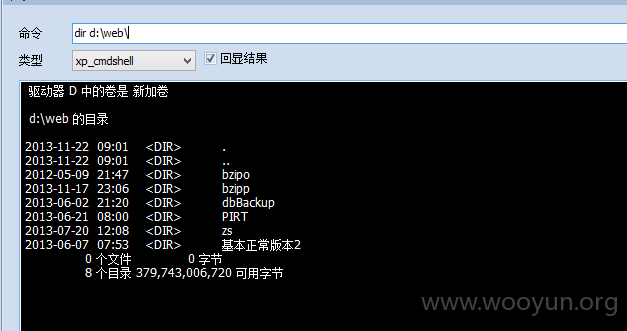 命令 dir d:\web\
类型 xp_cmdshell 回显结果
驱动器 D 中的卷是 新加卷
d:\web 的目录
2013-11-22 09:01 <DIR> .
2013-11-22 09:01 <DIR> ..
2012-05-09 21:47 <DIR> bzipo
2013-11-17 23:06 <DIR> bzipp
2013-06-02 21:20 <DIR> dbBackup
2013-06-21 08:00 <DIR> PIRT
2013-07-20 12:08 <DIR> zs
2013-06-07 07:53 <DIR> 基本正常版本2
0 个文件 0 字节
8 个目录 379,743,006,720 可用字节
www.wooyun.org